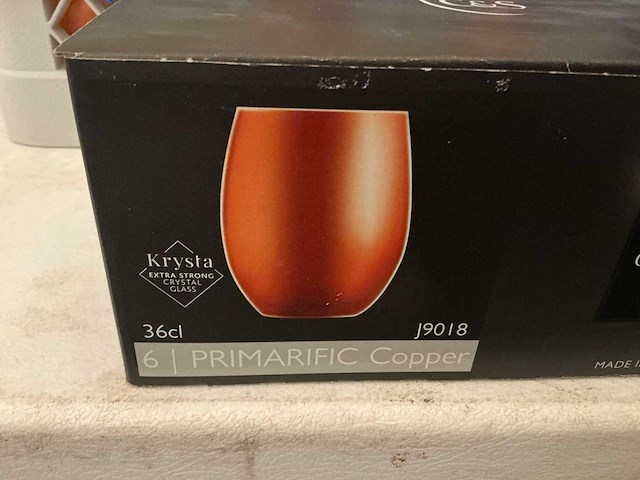 Krysta
EXTRA STRONG
CRYSTAL
GLASS
36cl
J9018
6 | PRIMARIFIC Copper
MADE